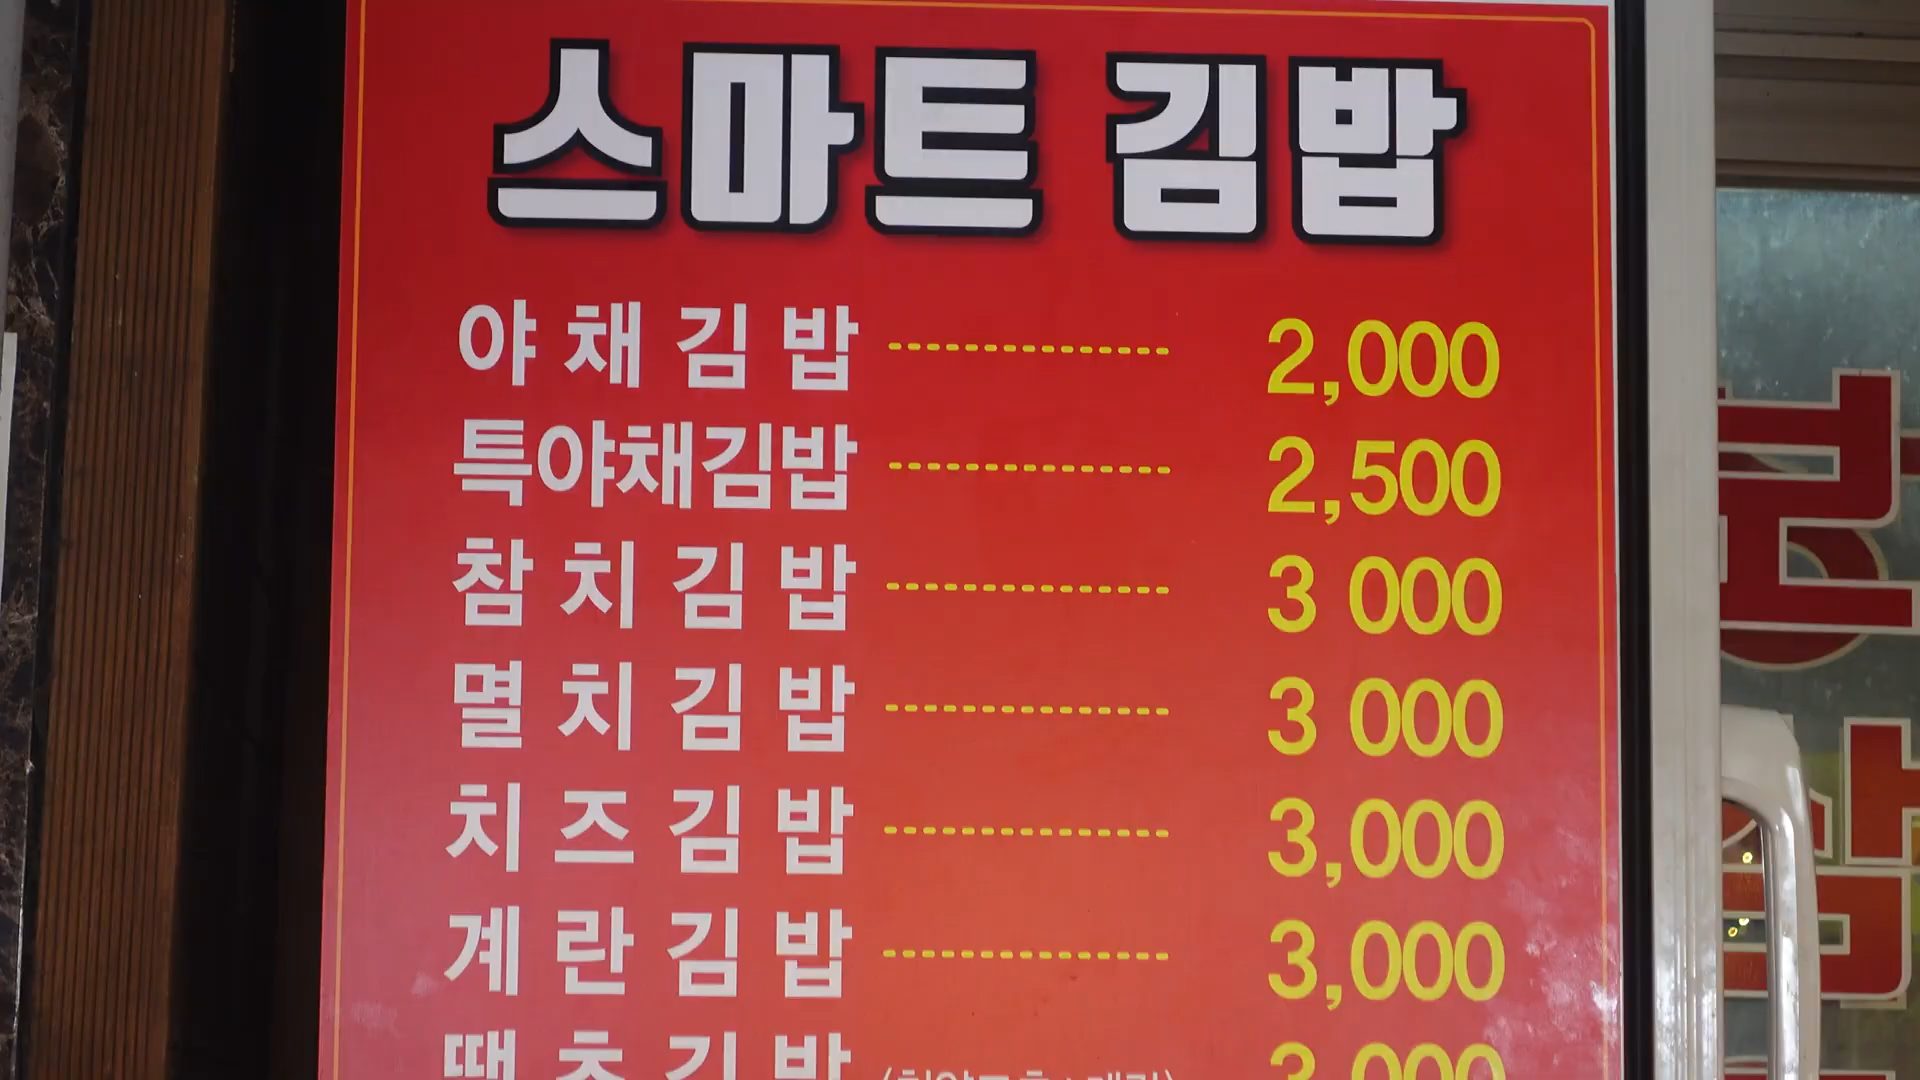 스마트 김밥
야채김밥 --------------- 2,000
특야채김밥 --------------- 2,500
참치김밥 --------------- 3 000
멸치김밥 --------------- 3 000
치즈김밥 --------------- 3,000
계란김밥 --------------- 3,000
땡초김밥 3,000